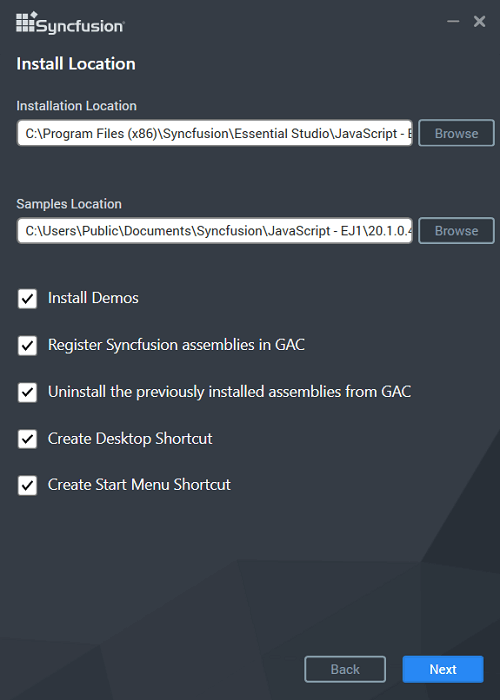 Syncfusion
Install Location
Installation Location
C:\Program Files (x86)\Syncfusion\Essential Studio\JavaScript - E
Browse
Samples Location
C:\Users\Public\Documents\Syncfusion\JavaScript - EJ1\20.1.0.4
Browse
Install Demos
Register Syncfusion assemblies in GAC
Uninstall the previously installed assemblies from GAC
Create Desktop Shortcut
Create Start Menu Shortcut
Back Next